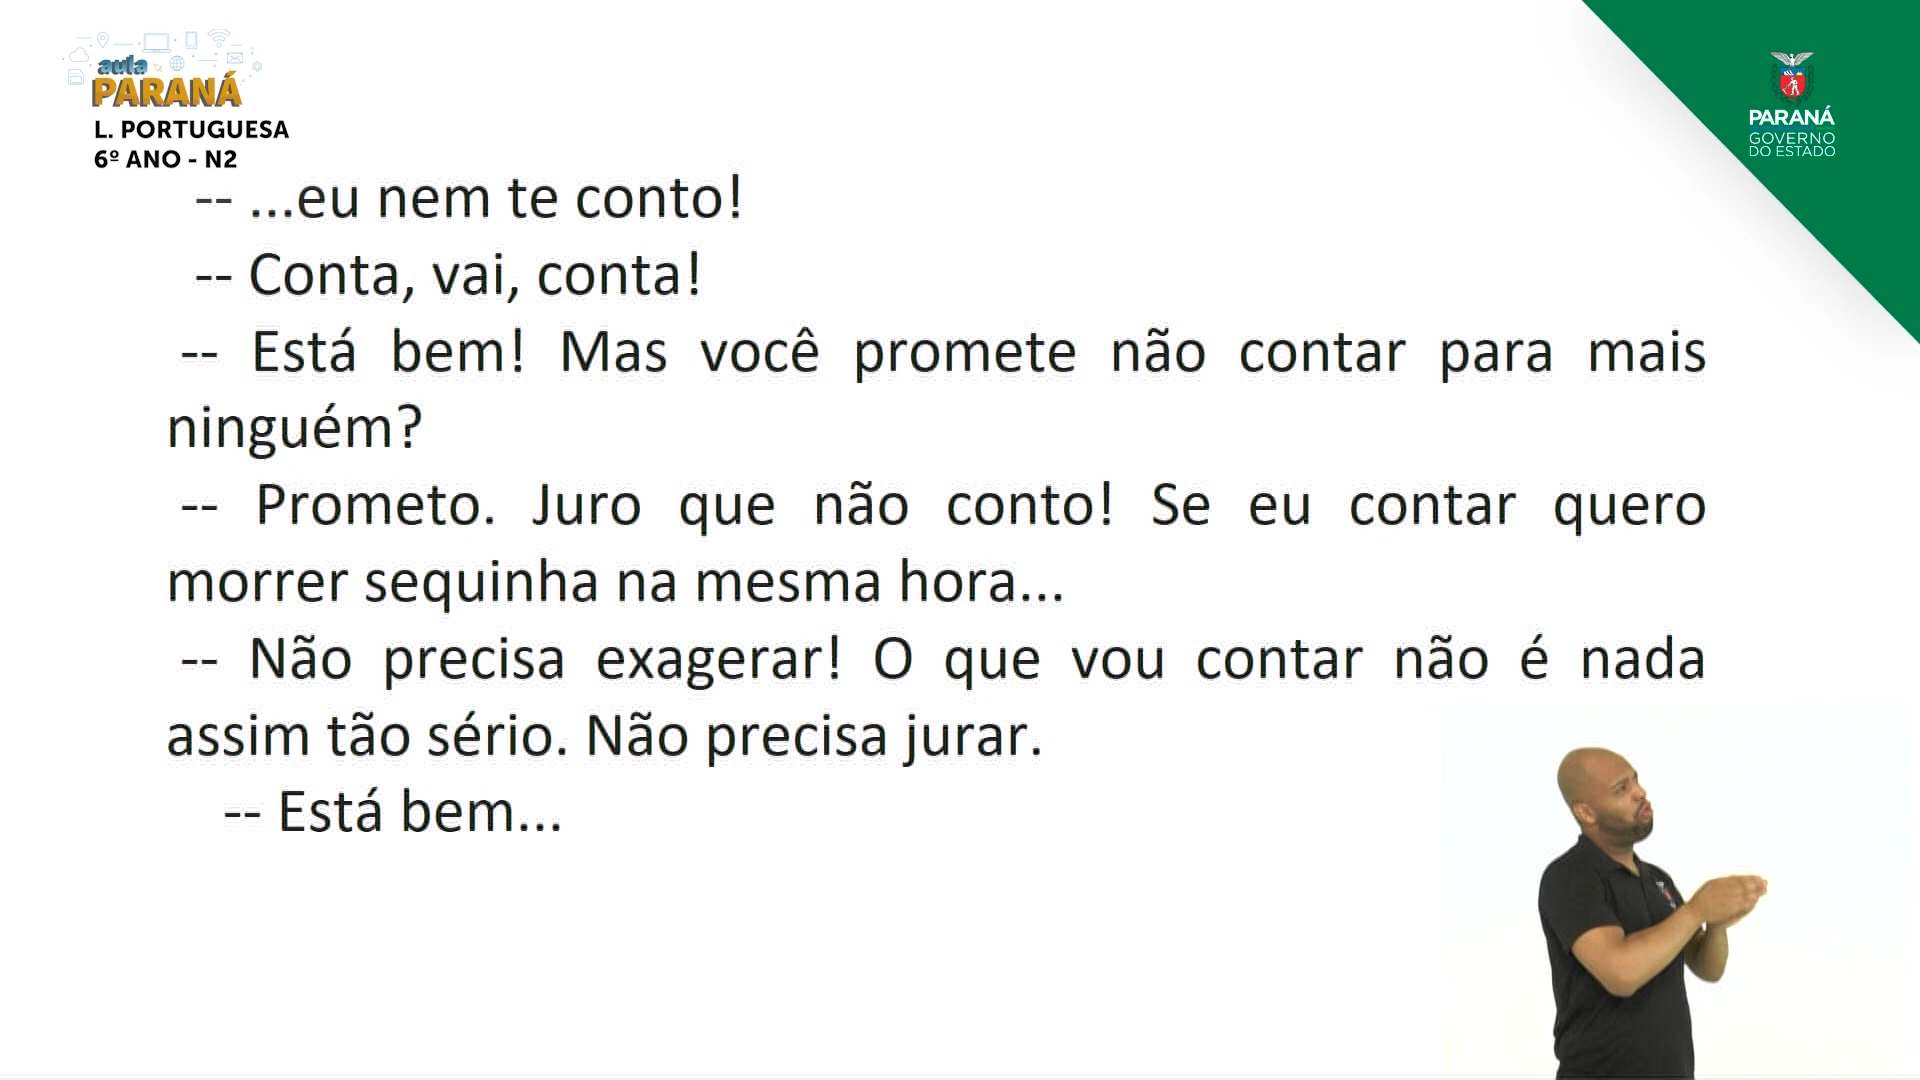 aula
PARANÁ
L. PORTUGUESA
6º ANO - N2
PARANÁ
GOVERNO
DO ESTADO
-- ...eu nem te conto!
-- Conta, vai, conta!
-- Está bem! Mas você promete não contar para mais
ninguém?
-- Prometo. Juro que não conto! Se eu contar quero
morrer sequinha na mesma hora...
-- Não precisa exagerar! O que vou contar não é nada
assim tão sério. Não precisa jurar.
-- Está bem...